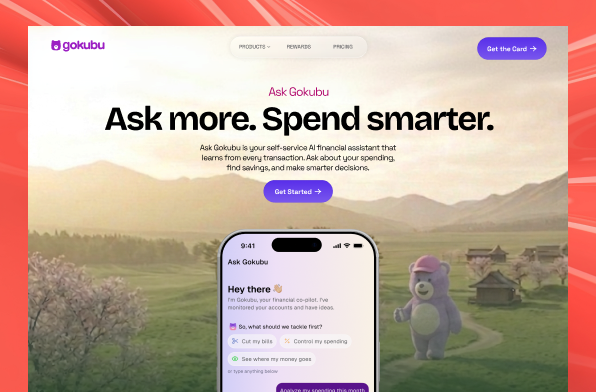 gokubu
PRODUCTS
REWARDS
PRICING
Get the Card →
Ask Gokubu
Ask more. Spend smarter.
Ask Gokubu is your self-service AI financial assistant that
learns from every transaction. Ask about your spending,
find savings, and make smarter decisions.
Get Started →
9:41
Ask Gokubu
Hey there 👋🏼
I'm Gokubu, your financial co-pilot. I've
monitored your accounts and have ideas.
So, what should we tackle first?
Cut my bills
Control my spending
See where my money goes
or type anything below
Analyze my spending this month